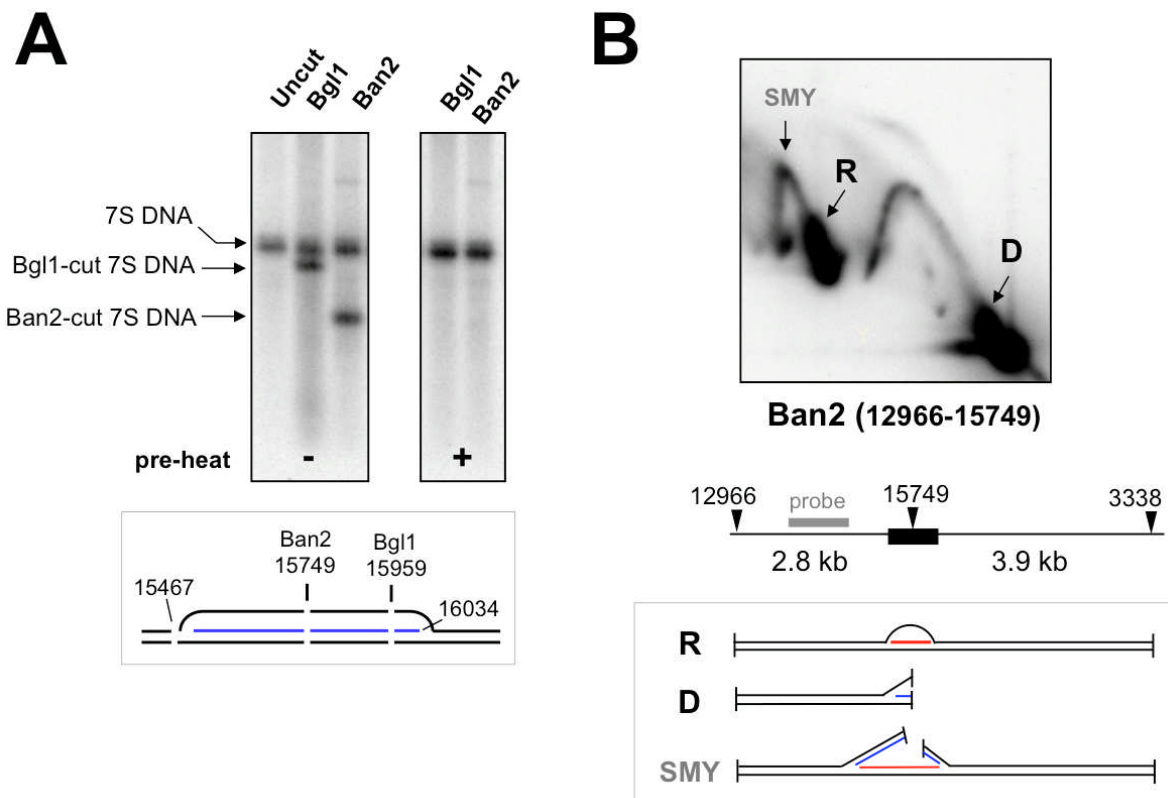 A
Uncut
Bgl1
Ban2
Bgl1
Ban2
7S DNA
Bgl1-cut 7S DNA
Ban2-cut 7S DNA
pre-heat
-
+
Ban2
15749
Bgl1
15959
15467
16034
B
SMY
R
D
Ban2 (12966-15749)
12966
probe
15749
3338
2.8 kb
3.9 kb
R
D
SMY